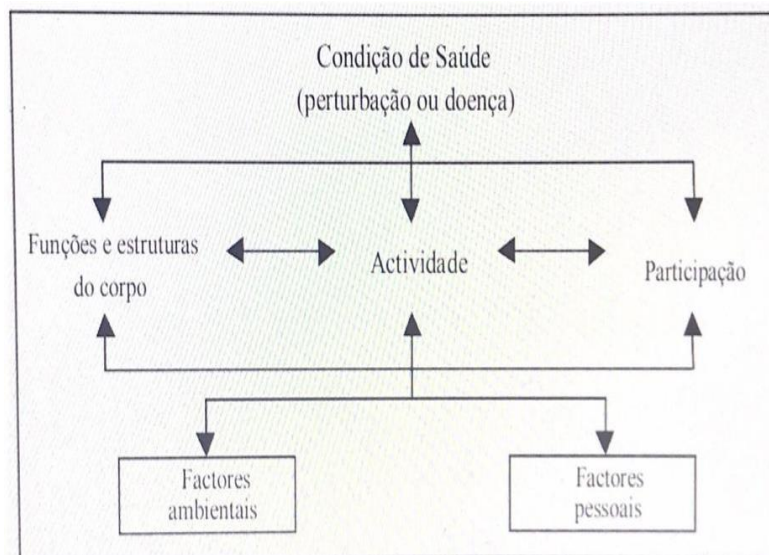 Condição de Saúde
(perturbação ou doença)
Funções e estruturas
do corpo
Actividade
Participação
Factores
ambientais
Factores
pessoais